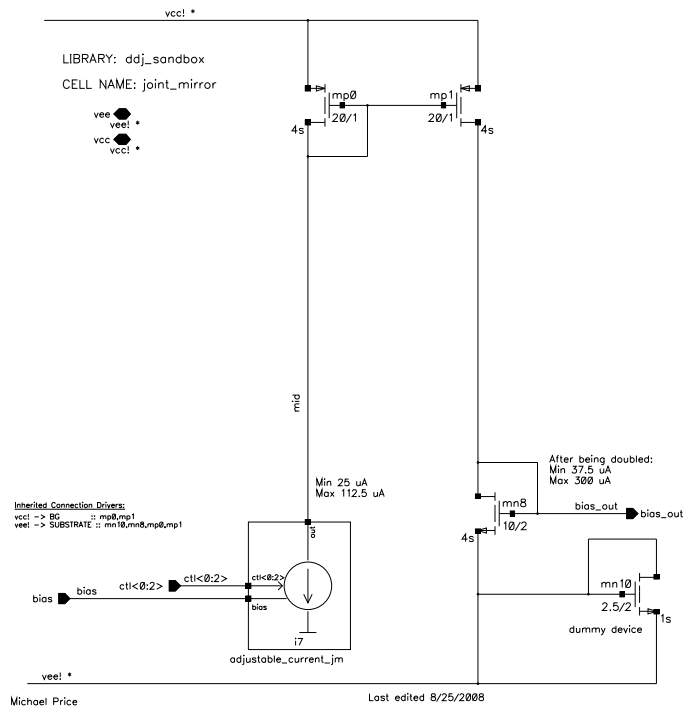 vcc! *
LIBRARY: ddj_sandbox
CELL NAME: joint_mirror
vee
vee! *
vcc
vcc! *
mp0
20/1
4s
mp1
20/1
4s
mid
Min 25 uA
Max 112.5 uA
After being doubled:
Min 37.5 uA
Max 300 uA
Inherited Connection Drivers:
vcc! -> BG :: mp0,mp1
vee! -> SUBSTRATE :: mn10,mn8,mp0,mp1
mn8
10/2
4s
bias_out
bias_out
out
ctl<0:2>
ctl<0:2>
ctl<0:2>
bias
bias
bias
i7
adjustable_current_jm
mn10
2.5/2
1s
dummy device
vee! *
Michael Price
Last edited 8/25/2008